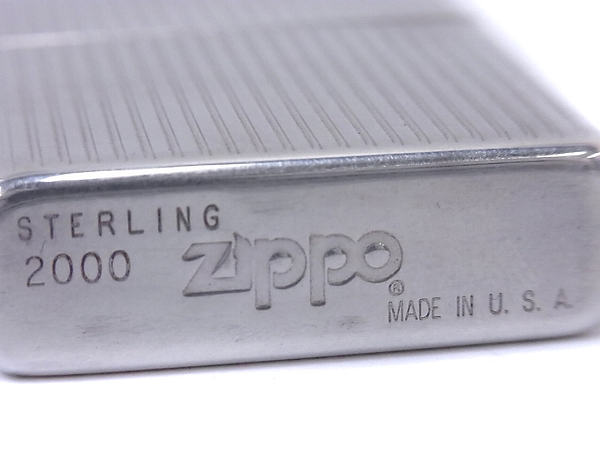 STERLING
2000
Zippo
®
MADE IN U. S. A.